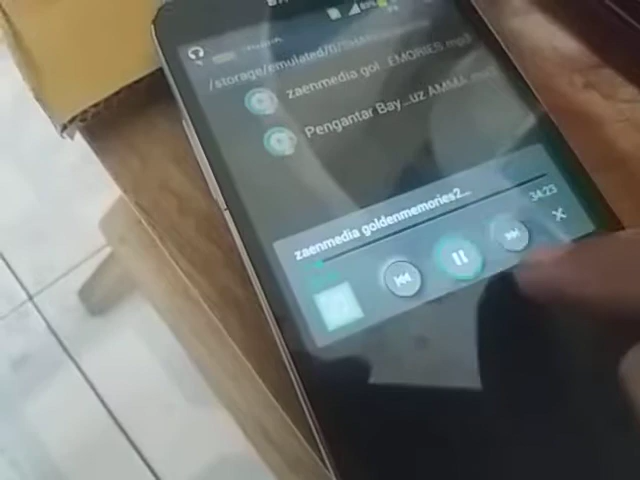 /storage/emulated/0/
zaenmedia gol...EMORIES.mp3
Pengantar Bay...uz AMMA.mp3
zaenmedia goldenmemories2...
34:23